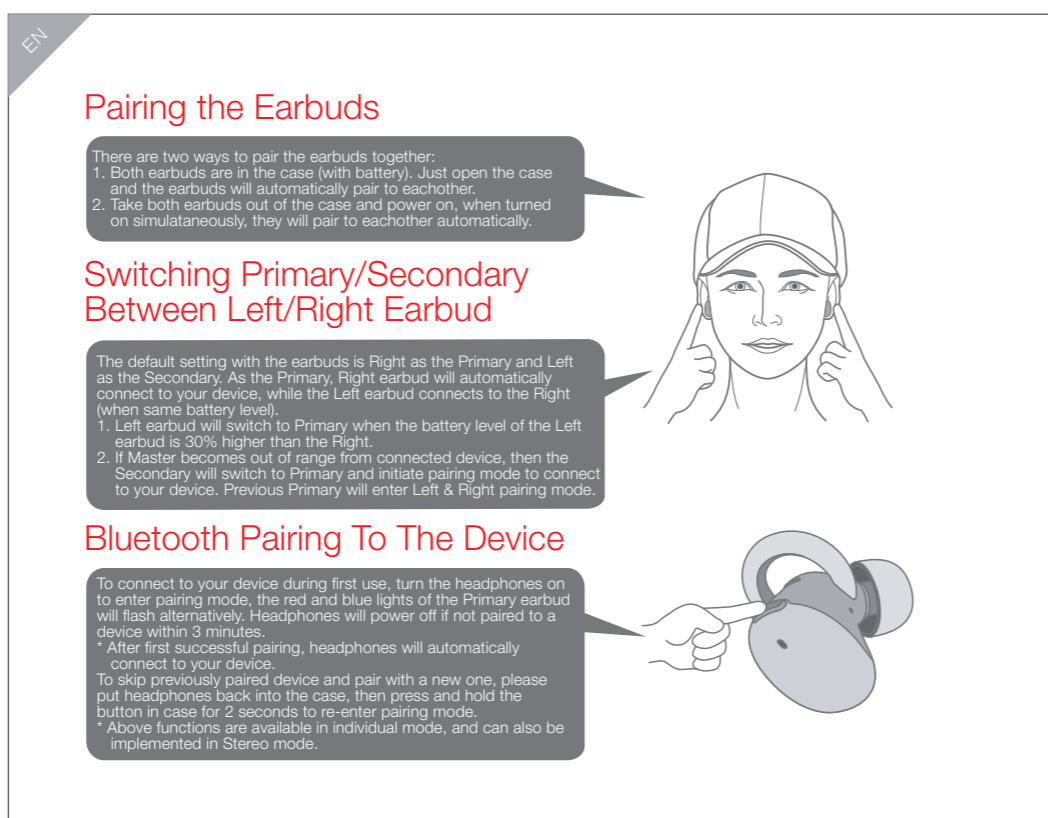 EN
Pairing the Earbuds
There are two ways to pair the earbuds together:
1. Both earbuds are in the case (with battery). Just open the case
and the earbuds will automatically pair to eachother.
2. Take both earbuds out of the case and power on, when turned
on simulataneously, they will pair to eachother automatically.
Switching Primary/Secondary
Between Left/Right Earbud
The default setting with the earbuds is Right as the Primary and Left
as the Secondary. As the Primary, Right earbud will automatically
connect to your device, while the Left earbud connects to the Right
(when same battery level).
1. Left earbud will switch to Primary when the battery level of the Left
earbud is 30% higher than the Right.
2. If Master becomes out of range from connected device, then the
Secondary will switch to Primary and initiate pairing mode to connect
to your device. Previous Primary will enter Left & Right pairing mode.
Bluetooth Pairing To The Device
To connect to your device during first use, turn the headphones on
to enter pairing mode, the red and blue lights of the Primary earbud
will flash alternatively. Headphones will power off if not paired to a
device within 3 minutes.
* After first successful pairing, headphones will automatically
connect to your device.
To skip previously paired device and pair with a new one, please
put headphones back into the case, then press and hold the
button in case for 2 seconds to re-enter pairing mode.
* Above functions are available in individual mode, and can also be
implemented in Stereo mode.